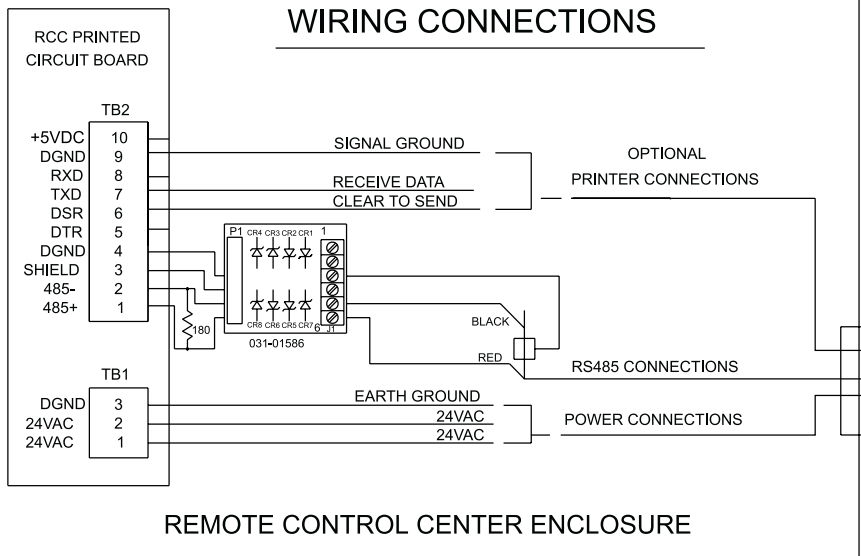 WIRING CONNECTIONS
RCC PRINTED
CIRCUIT BOARD
TB2
+5VDC 10
DGND 9
RXD 8
TXD 7
DSR 6
DTR 5
DGND 4
SHIELD 3
485- 2
485+ 1
SIGNAL GROUND
RECEIVE DATA
CLEAR TO SEND
OPTIONAL
PRINTER CONNECTIONS
P1 CR4 CR3 CR2 CR1 1
CR8 CR6 CR5 CR7 6 J1
180
031-01586
BLACK
RED
RS485 CONNECTIONS
TB1
DGND 3
24VAC 2
24VAC 1
EARTH GROUND
24VAC
24VAC
POWER CONNECTIONS
REMOTE CONTROL CENTER ENCLOSURE